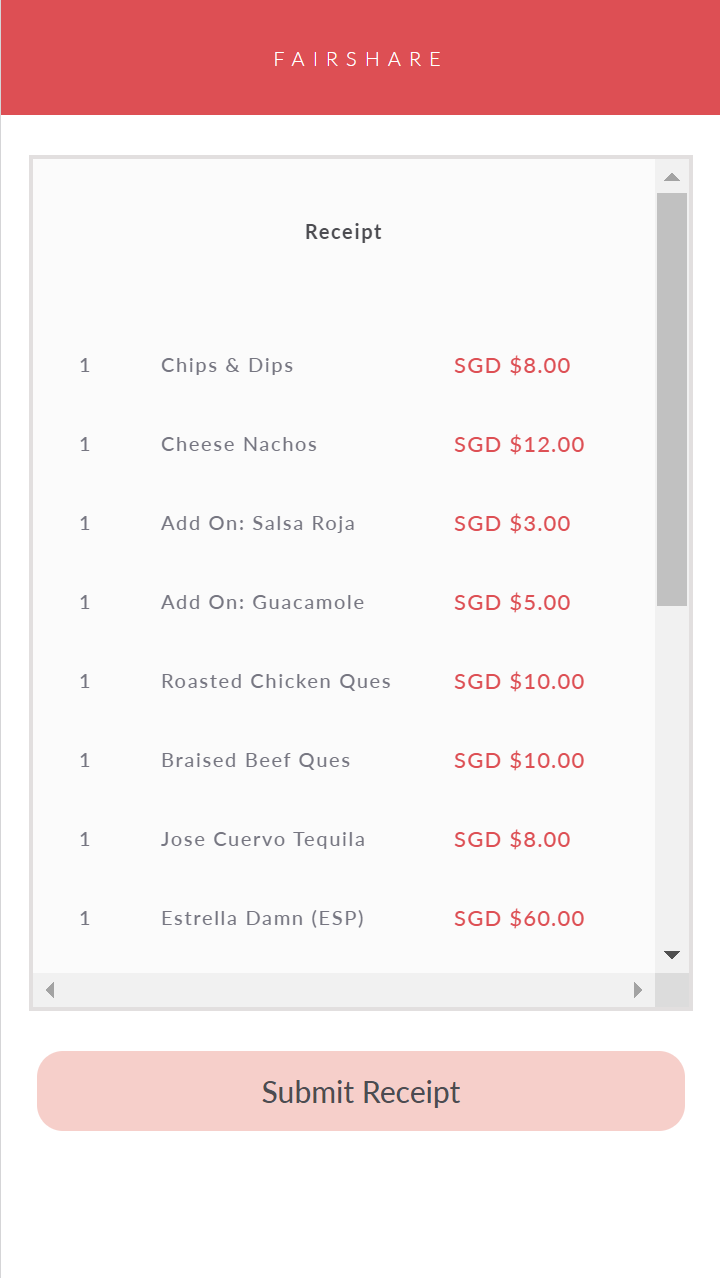 FAIRSHARE
Receipt
1 Chips & Dips SGD $8.00
1 Cheese Nachos SGD $12.00
1 Add On: Salsa Roja SGD $3.00
1 Add On: Guacamole SGD $5.00
1 Roasted Chicken Ques SGD $10.00
1 Braised Beef Ques SGD $10.00
1 Jose Cuervo Tequila SGD $8.00
1 Estrella Damn (ESP) SGD $60.00
Submit Receipt